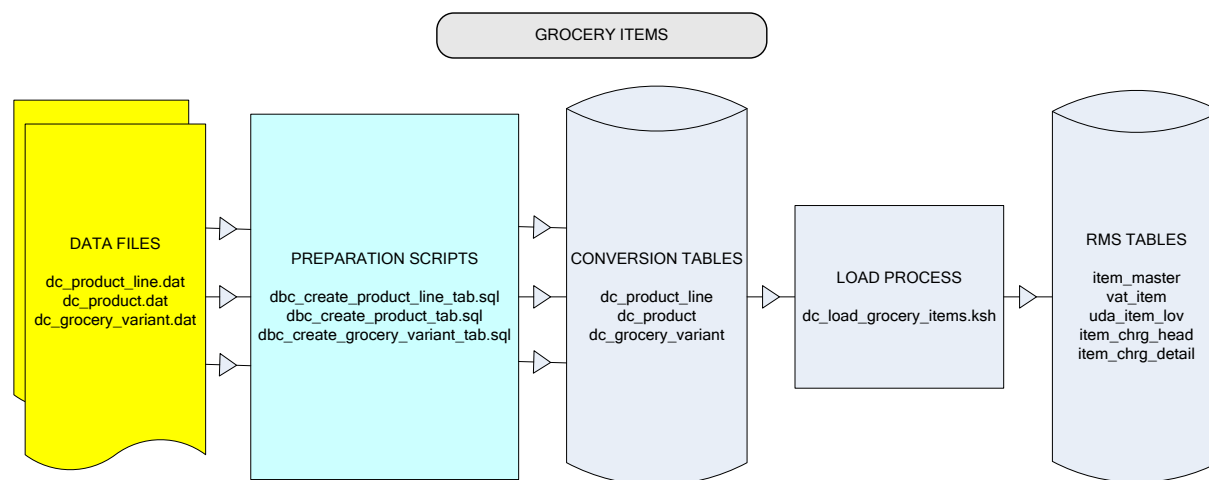 GROCERY ITEMS
DATA FILES
dc_product_line.dat
dc_product.dat
dc_grocery_variant.dat
PREPARATION SCRIPTS
dbc_create_product_line_tab.sql
dbc_create_product_tab.sql
dbc_create_grocery_variant_tab.sql
CONVERSION TABLES
dc_product_line
dc_product
dc_grocery_variant
LOAD PROCESS
dc_load_grocery_items.ksh
RMS TABLES
item_master
vat_item
uda_item_lov
item_chrg_head
item_chrg_detail